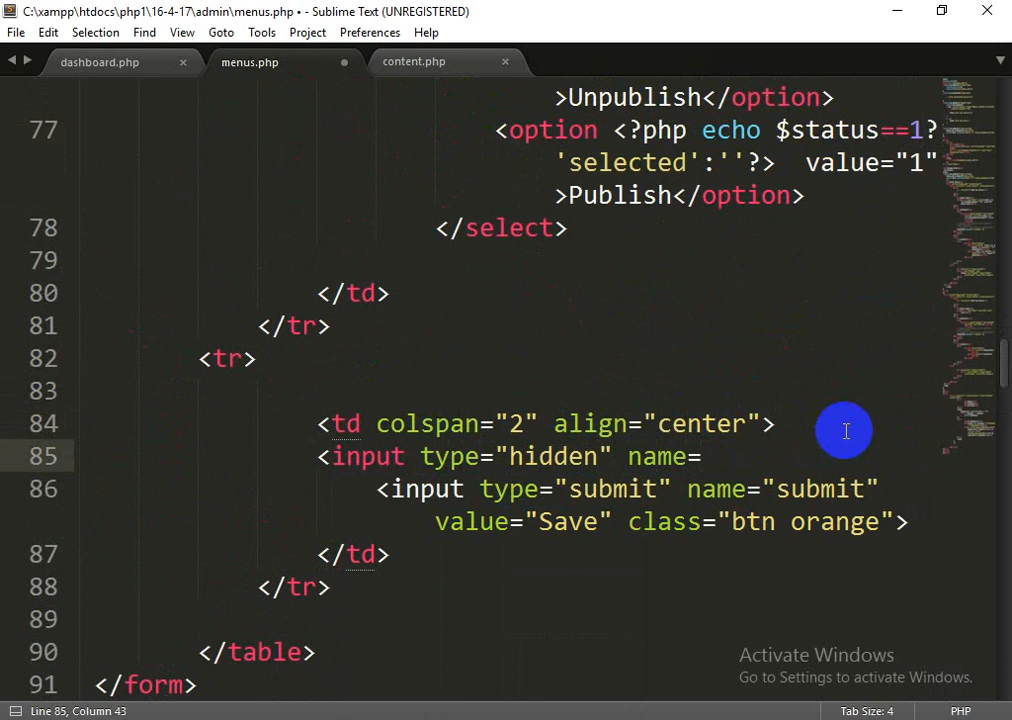 C:\xampp\htdocs\php1\16-4-17\admin\menus.php • - Sublime Text (UNREGISTERED)
File Edit Selection Find View Goto Tools Project Preferences Help
dashboard.php × menus.php content.php ×
>Unpublish</option>
77 <option <?php echo $status==1?
'selected':''?>  value="1"
>Publish</option>
78 </select>
79
80 </td>
81 </tr>
82 <tr>
83
84 <td colspan="2" align="center">
85 <input type="hidden" name=
86 <input type="submit" name="submit"
value="Save" class="btn orange">
87 </td>
88 </tr>
89
90 </table>
91 </form>
Activate Windows
Go to Settings to activate Windows.
Line 85, Column 43 Tab Size: 4 PHP